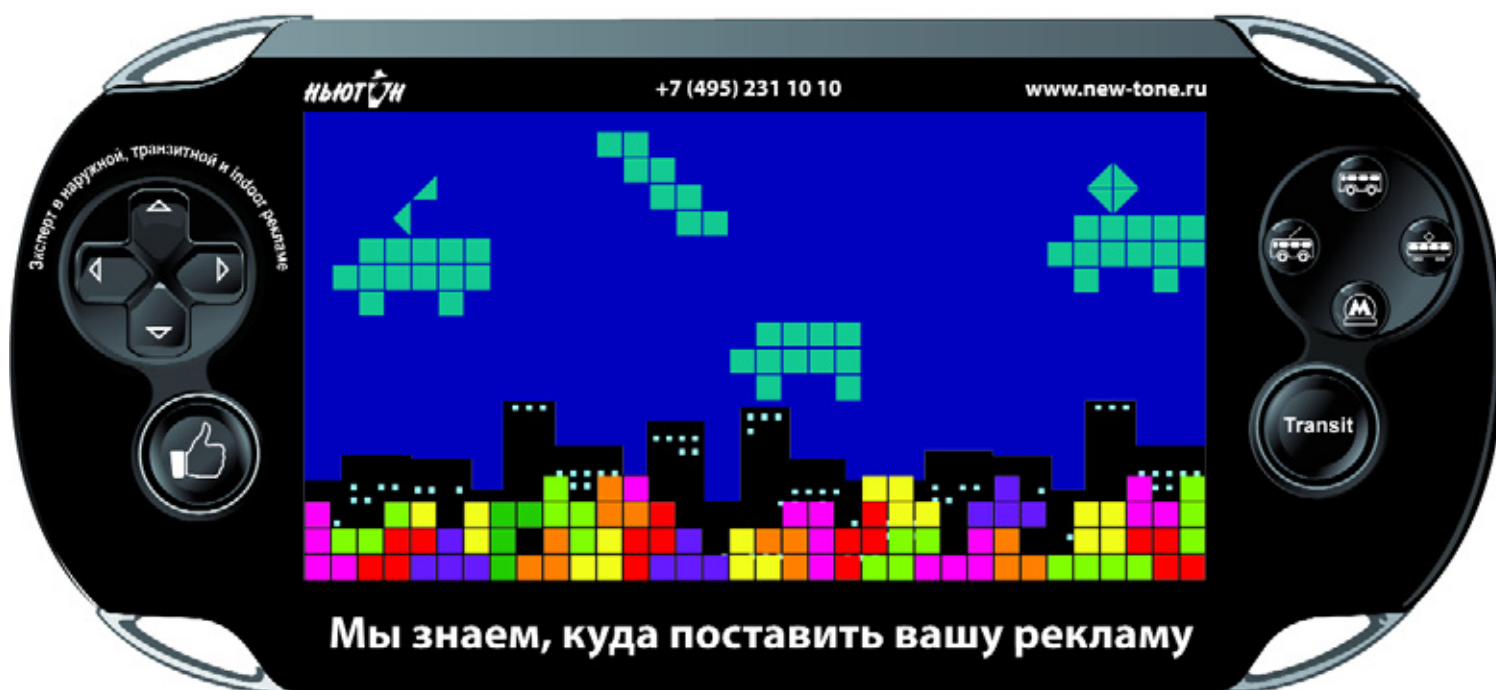 НЬЮТОН
+7 (495) 231 10 10
www.new-tone.ru
Эксперт в наружной, транзитной и indoor рекламе
М
Transit
Мы знаем, куда поставить вашу рекламу